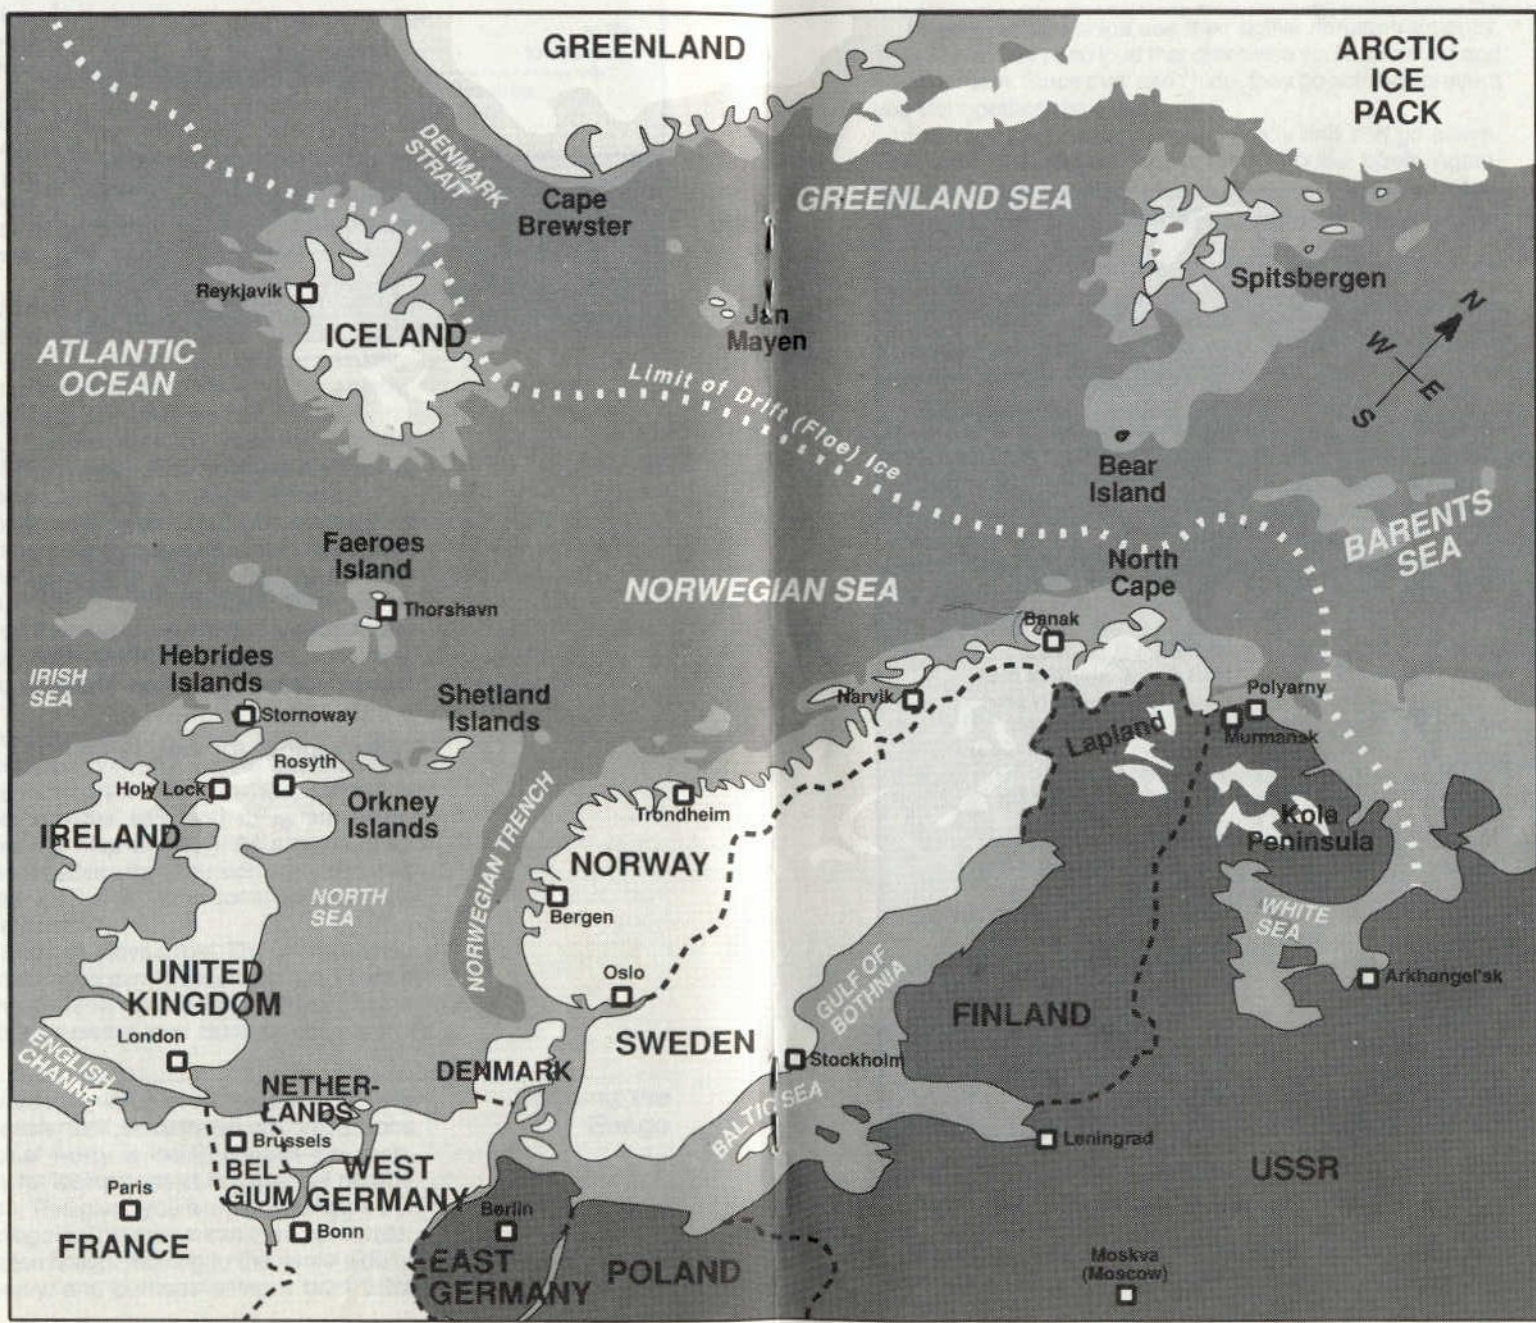 GREENLAND
ARCTIC
ICE
PACK
DENMARK
STRAIT
Cape
Brewster
GREENLAND SEA
Spitsbergen
Reykjavik
ICELAND
Jan
Mayen
N
W
E
S
ATLANTIC
OCEAN
Limit of Drift (Floe) Ice
Bear
Island
BARENTS
SEA
Faeroes
Island
Thorshavn
NORWEGIAN SEA
North
Cape
Banak
Hebrides
Islands
IRISH
SEA
Stornoway
Shetland
Islands
Narvik
Polyarny
Murmansk
Lapland
Rosyth
Holy Lock
Orkney
Islands
IRELAND
NORWEGIAN TRENCH
Trondheim
NORWAY
Kola
Peninsula
NORTH
SEA
Bergen
WHITE
SEA
UNITED
KINGDOM
Oslo
GULF OF
BOTHNIA
Arkhangel'sk
FINLAND
London
ENGLISH
CHANNEL
SWEDEN
Stockholm
DENMARK
NETHER-
LANDS
BALTIC SEA
Brussels
Leningrad
BEL-
GIUM
WEST
GERMANY
USSR
Paris
Bonn
Berlin
FRANCE
EAST
GERMANY
POLAND
Moskva
(Moscow)